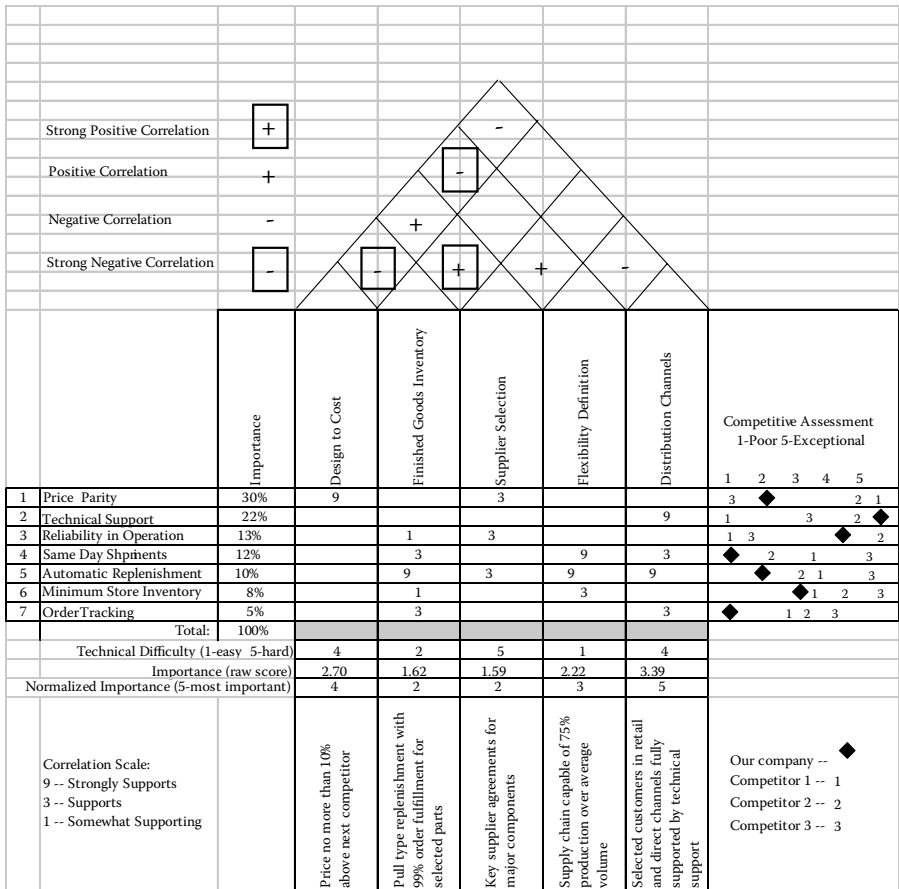 -
Strong Positive Correlation +
Positive Correlation + -
Negative Correlation - +
Strong Negative Correlation - - + + -
Importance
Design to Cost
Finished Goods Inventory
Supplier Selection
Flexibility Definition
Distribution Channels
Competitive Assessment
1-Poor 5-Exceptional
1 2 3 4 5
1 Price Parity 30% 9 3 3 2 1
2 Technical Support 22% 9 1 3 2
3 Reliability in Operation 13% 1 3 1 3 2
4 Same Day Shpments 12% 3 9 3 2 1 3
5 Automatic Replenishment 10% 9 3 9 9 2 1 3
6 Minimum Store Inventory 8% 1 3 1 2 3
7 OrderTracking 5% 3 3 1 2 3
Total: 100%
Technical Difficulty (1-easy 5-hard) 4 2 5 1 4
Importance (raw score) 2.70 1.62 1.59 2.22 3.39
Normalized Importance (5-most important) 4 2 2 3 5
Correlation Scale:
9 -- Strongly Supports
3 -- Supports
1 -- Somewhat Supporting
Price no more than 10%
above next competitor
Pull type replenishment with
99% order fulfillment for
selected parts
Key supplier agreements for
major components
Supply chain capable of 75%
production over average
volume
Selected customers in retail
and direct channels fully
supported by technical
support
Our company --
Competitor 1 -- 1
Competitor 2 -- 2
Competitor 3 -- 3